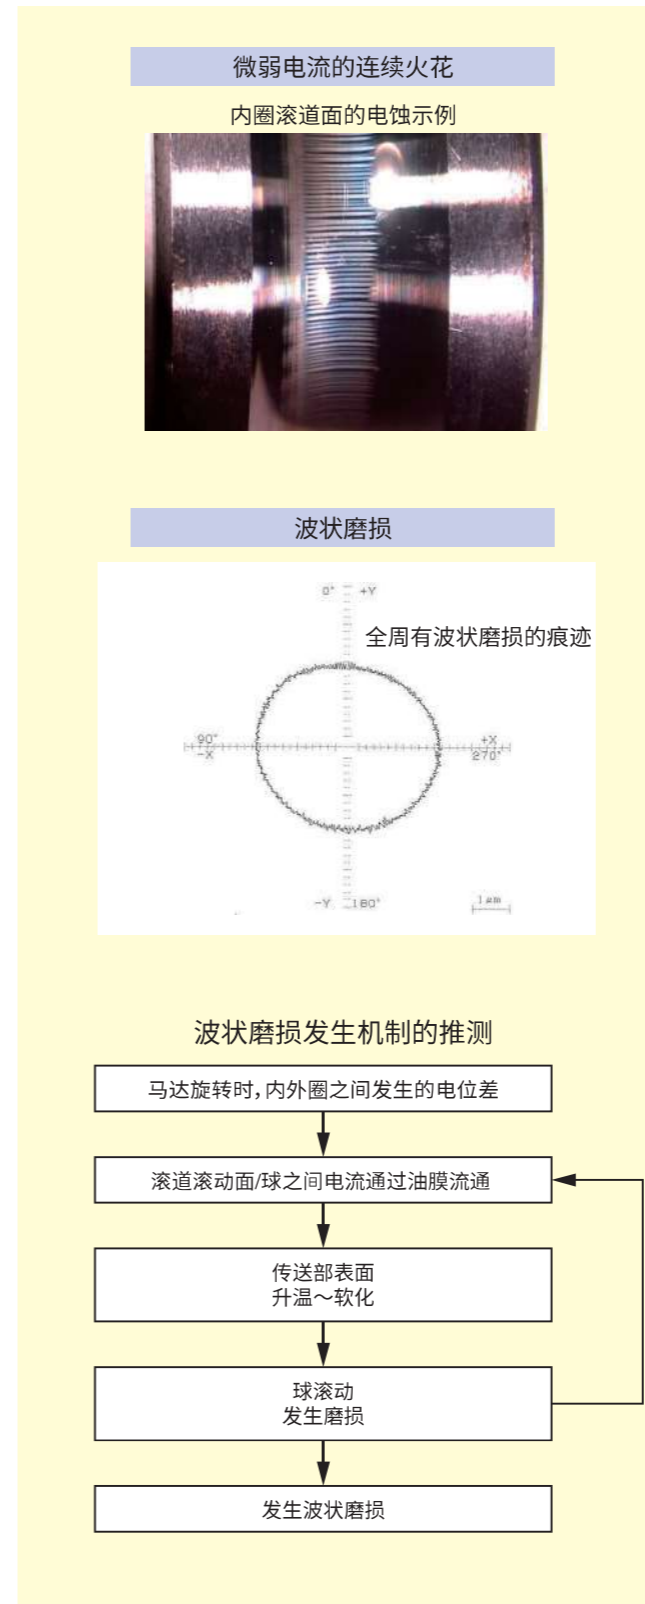 微弱电流的连续火花
内圈滚道面的电蚀示例
波状磨损
0° +Y
全周有波状磨损的痕迹
90° +X
-X 270°
-Y 180° 1μm
波状磨损发生机制的推测
马达旋转时，内外圈之间发生的电位差
滚道滚动面/球之间电流通过油膜流通
传送部表面
升温～软化
球滚动
发生磨损
发生波状磨损